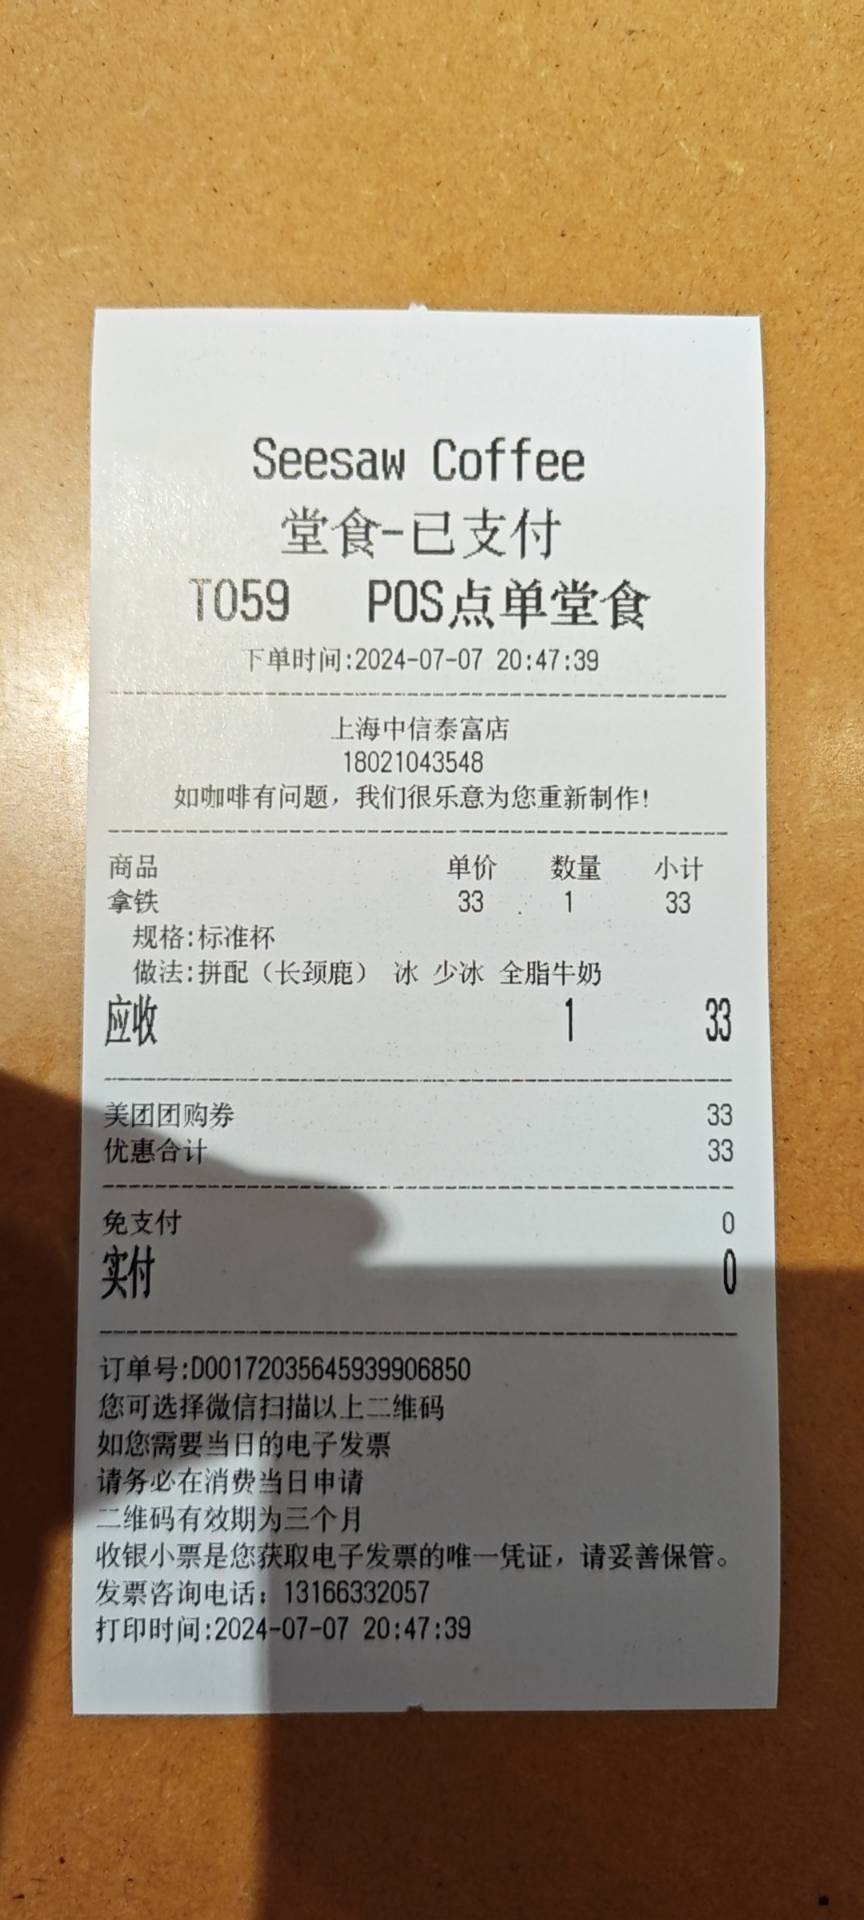 Seesaw Coffee
堂食-已支付
T059 POS点单堂食
下单时间:2024-07-07 20:47:39
上海中信泰富店
18021043548
如咖啡有问题，我们很乐意为您重新制作!
商品 单价 数量 小计
拿铁 33 1 33
规格:标准杯
做法:拼配（长颈鹿） 冰 少冰 全脂牛奶
应收 1 33
美团团购券 33
优惠合计 33
免支付 0
实付 0
订单号:D00172035645939906850
您可选择微信扫描以上二维码
如您需要当日的电子发票
请务必在消费当日申请
二维码有效期为三个月
收银小票是您获取电子发票的唯一凭证，请妥善保管。
发票咨询电话：13166332057
打印时间:2024-07-07 20:47:39